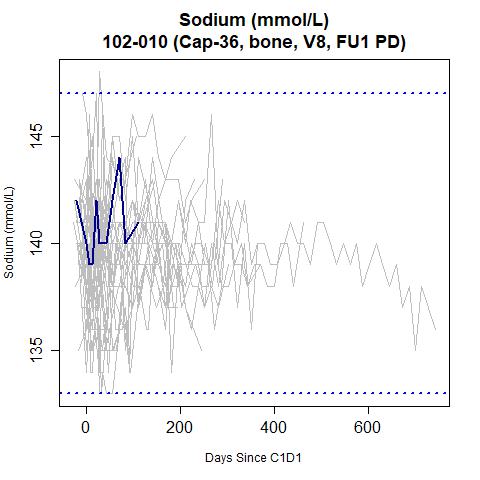 Sodium (mmol/L)
102-010 (Cap-36, bone, V8, FU1 PD)
Sodium (mmol/L)
145
140
135
0 200 400 600
Days Since C1D1